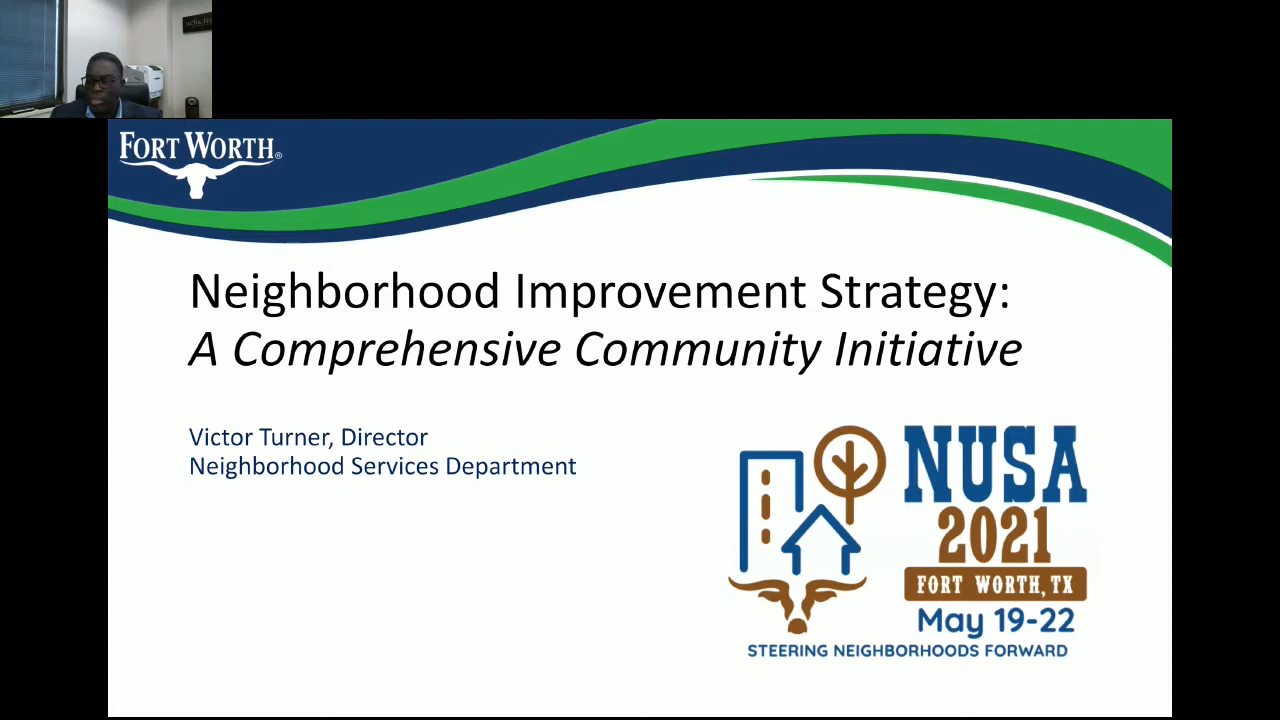 FORT WORTH®
Neighborhood Improvement Strategy:
A Comprehensive Community Initiative
Victor Turner, Director
Neighborhood Services Department
NUSA
2021
FORT WORTH, TX
May 19-22
STEERING NEIGHBORHOODS FORWARD